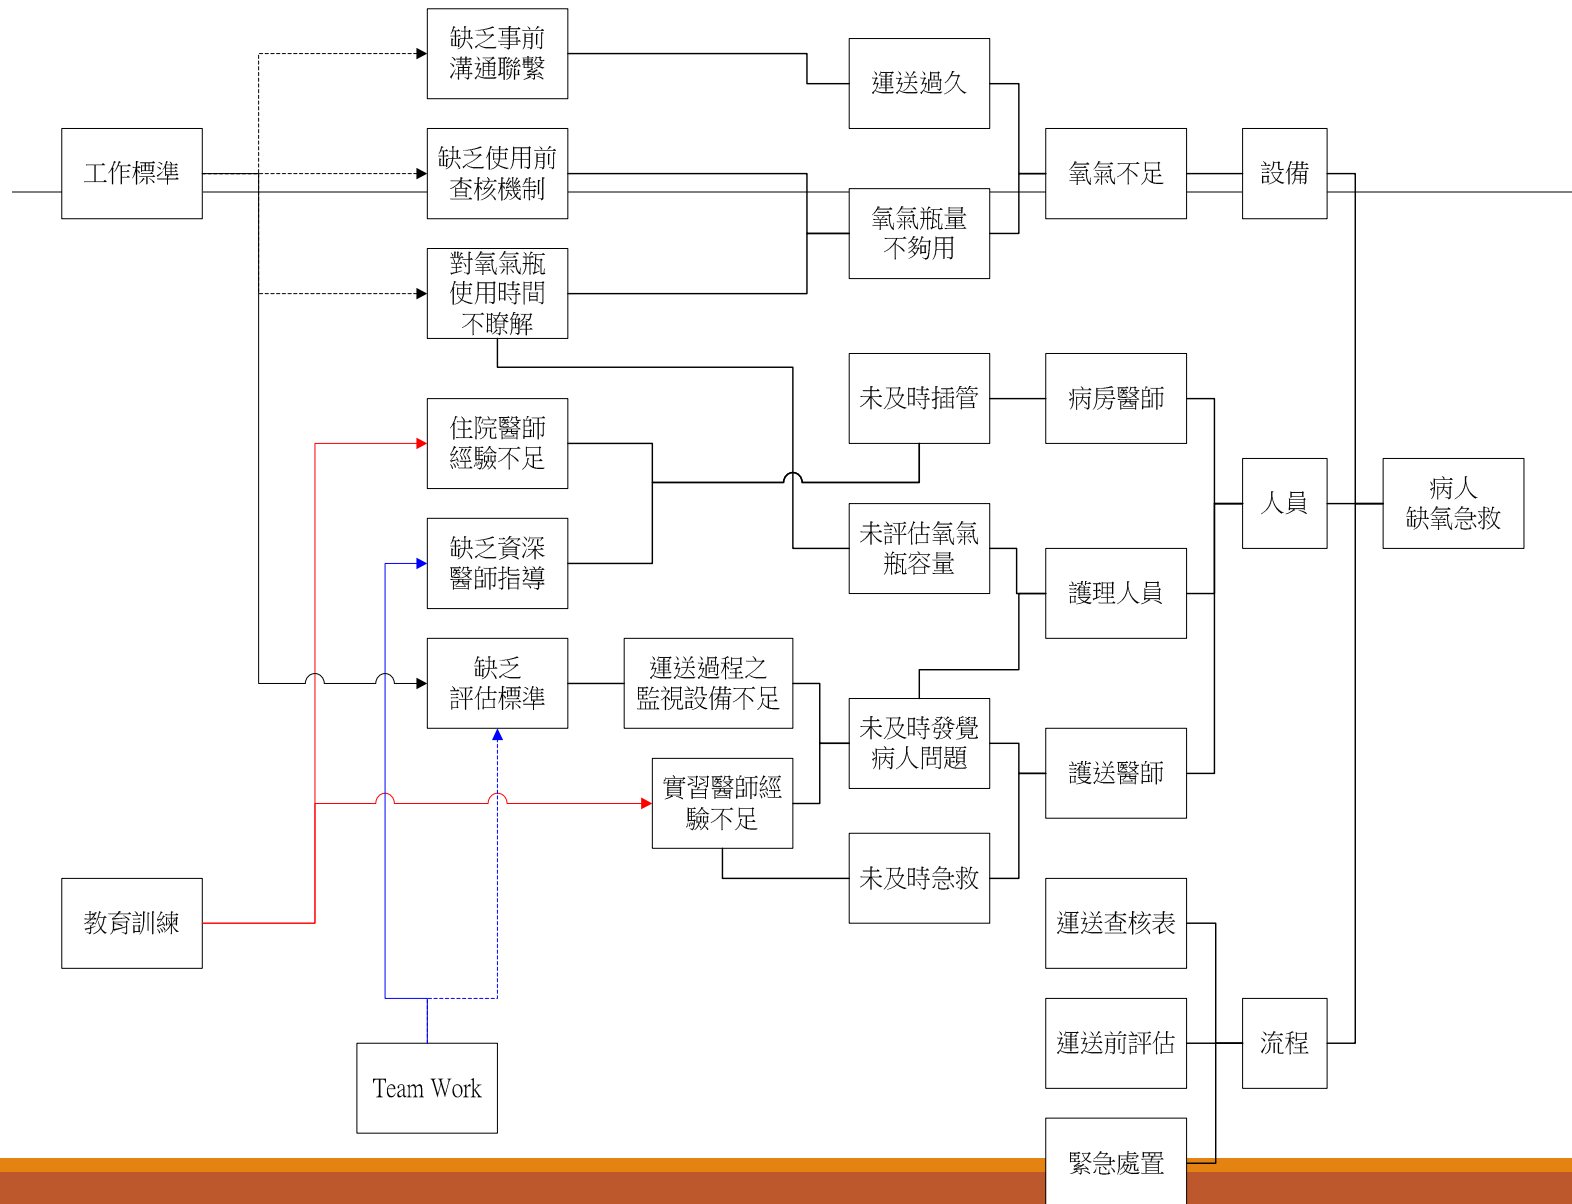 缺乏事前
溝通聯繫
運送過久
工作標準
缺乏使用前
查核機制
氧氣不足
設備
氧氣瓶量
不夠用
對氧氣瓶
使用時間
不瞭解
未及時插管
病房醫師
住院醫師
經驗不足
人員
病人
缺氧急救
缺乏資深
醫師指導
未評估氧氣
瓶容量
護理人員
缺乏
評估標準
運送過程之
監視設備不足
未及時發覺
病人問題
護送醫師
實習醫師經
驗不足
未及時急救
教育訓練
運送查核表
運送前評估
流程
Team Work
緊急處置